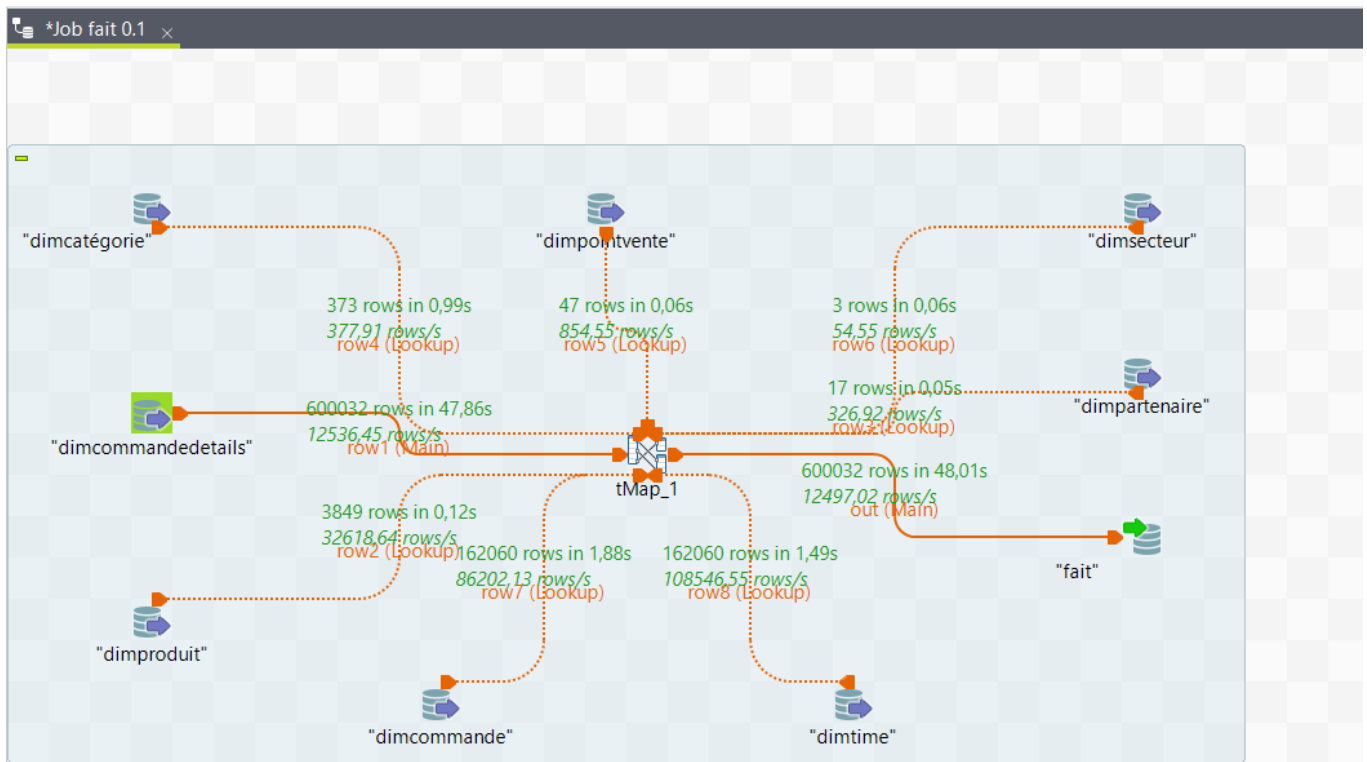 *Job fait 0.1
"dimcatégorie"
"dimpointvente"
"dimsecteur"
373 rows in 0,99s
377,91 rows/s
row4 (Lookup)
47 rows in 0,06s
854,55 rows/s
row5 (Lookup)
3 rows in 0,06s
54,55 rows/s
row6 (Lookup)
17 rows in 0,05s
326,92 rows/s
row3 (Lookup)
"dimpartenaire"
600032 rows in 47,86s
12536,45 rows/s
row1 (Main)
"dimcommandedetails"
tMap_1
600032 rows in 48,01s
12497,02 rows/s
out (Main)
3849 rows in 0,12s
32618,64 rows/s
row2 (Lookup)
162060 rows in 1,88s
86202,13 rows/s
row7 (Lookup)
162060 rows in 1,49s
108546,55 rows/s
row8 (Lookup)
"fait"
"dimproduit"
"dimcommande"
"dimtime"